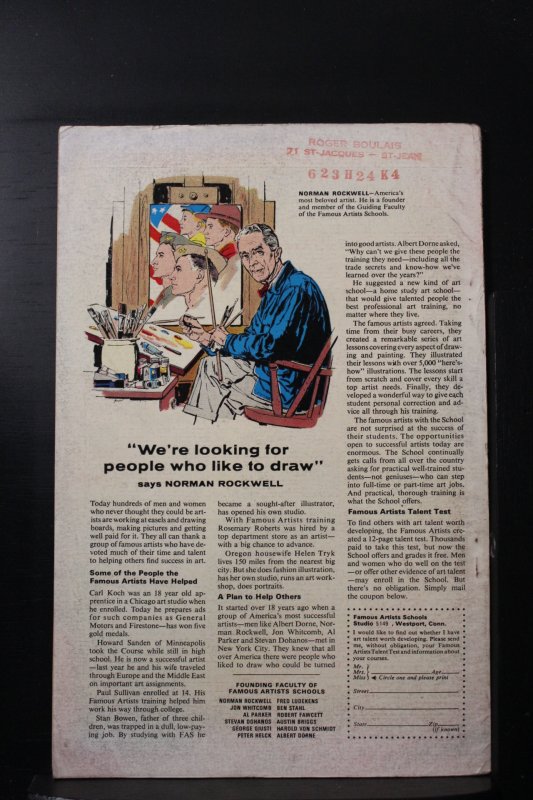 ROGER BOULAIS
21 ST-JACQUES — ST-JEAN
623H24 K4
NORMAN ROCKWELL—America's
most beloved artist. He is a founder
and member of the Guiding Faculty
of the Famous Artists Schools.
"We're looking for
people who like to draw"
says NORMAN ROCKWELL
Today hundreds of men and women
who never thought they could be art-
ists are working at easels and drawing
boards, making pictures and getting
well paid for it. They all can thank a
group of famous artists who have de-
voted much of their time and talent
to helping others find success in art.
Some of the People the
Famous Artists Have Helped
Carl Koch was an 18 year old ap-
prentice in a Chicago art studio when
he enrolled. Today he prepares ads
for such companies as General
Motors and Firestone—has won five
gold medals.
Howard Sanden of Minneapolis
took the Course while still in high
school. He is now a successful artist
—last year he and his wife traveled
through Europe and the Middle East
on important art assignments.
Paul Sullivan enrolled at 14. His
Famous Artists training helped him
work his way through college.
Stan Bowen, father of three chil-
dren, was trapped in a dull, low-pay-
ing job. By studying with FAS he
became a sought-after illustrator,
has opened his own studio.
With Famous Artists training
Rosemary Roberts was hired by a
top department store as an artist—
with a big chance to advance.
Oregon housewife Helen Tryk
lives 150 miles from the nearest big
city. But she does fashion illustration,
has her own studio, runs an art work-
shop, does portraits.
A Plan to Help Others
It started over 18 years ago when a
group of America's most successful
artists—men like Albert Dorne, Nor-
man Rockwell, Jon Whitcomb, Al
Parker and Stevan Dohanos—met in
New York City. They knew that all
over America there were people who
liked to draw who could be turned
FOUNDING FACULTY OF
FAMOUS ARTISTS SCHOOLS
NORMAN ROCKWELL FRED LUDEKENS
JON WHITCOMB BEN STAHL
AL PARKER ROBERT FAWCETT
STEVAN DOHANOS AUSTIN BRIGGS
GEORGE GIUSTI HAROLD VON SCHMIDT
PETER HELCK ALBERT DORNE
into good artists. Albert Dorne asked,
"Why can't we give these people the
training they need—including all the
trade secrets and know-how we've
learned over the years?"
He suggested a new kind of art
school—a home study art school—
that would give talented people the
best professional art training, no
matter where they live.
The famous artists agreed. Taking
time from their busy careers, they
created a remarkable series of art
lessons covering every aspect of draw-
ing and painting. They illustrated
their lessons with over 5,000 "here's-
how" illustrations. The lessons start
from scratch and cover every skill a
top artist needs. Finally, they de-
veloped a wonderful way to give each
student personal correction and ad-
vice all through his training.
The famous artists with the School
are not surprised at the success of
their students. The opportunities
open to successful artists today are
enormous. The School continually
gets calls from all over the country
asking for practical well-trained stu-
dents—not geniuses—who can step
into full-time or part-time art jobs.
And practical, thorough training is
what the School offers.
Famous Artists Talent Test
To find others with art talent worth
developing, the Famous Artists cre-
ated a 12-page talent test. Thousands
paid to take this test, but now the
School offers and grades it free. Men
and women who do well on the test
—or offer other evidence of art talent
—may enroll in the School. But
there's no obligation. Simply mail
the coupon below.
Famous Artists Schools
Studio 5149, Westport, Conn.
I would like to find out whether I have
art talent worth developing. Please send
me, without obligation, your Famous
Artists Talent Test and information about
your courses.
Mr.
Mrs. Age
Miss Circle one and please print
Street
City
State Zip
(if known)